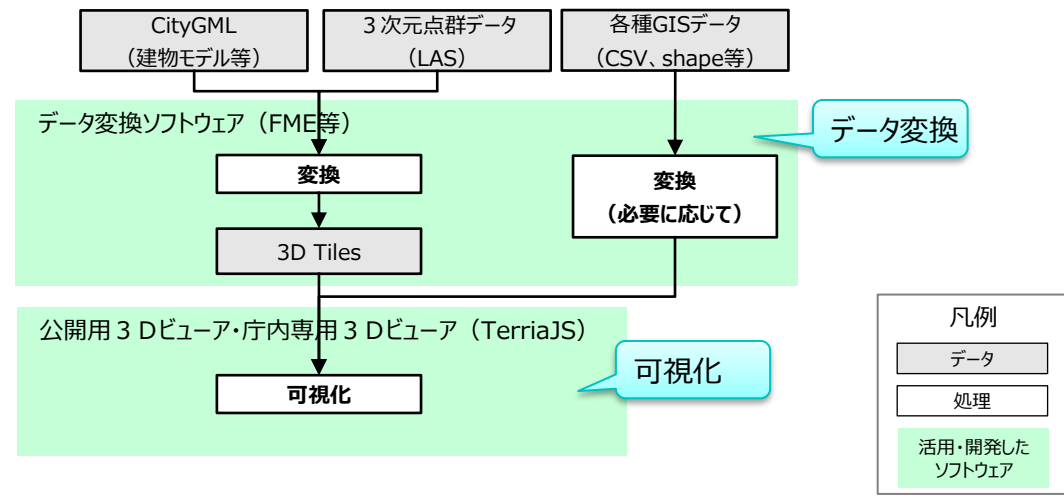 CityGML
（建物モデル等）
３次元点群データ
（LAS）
各種GISデータ
（CSV、shape等）
データ変換ソフトウェア（FME等）
データ変換
変換
変換
（必要に応じて）
3D Tiles
公開用３Dビューア・庁内専用３Dビューア（TerriaJS）
可視化
可視化
凡例
データ
処理
活用・開発した
ソフトウェア